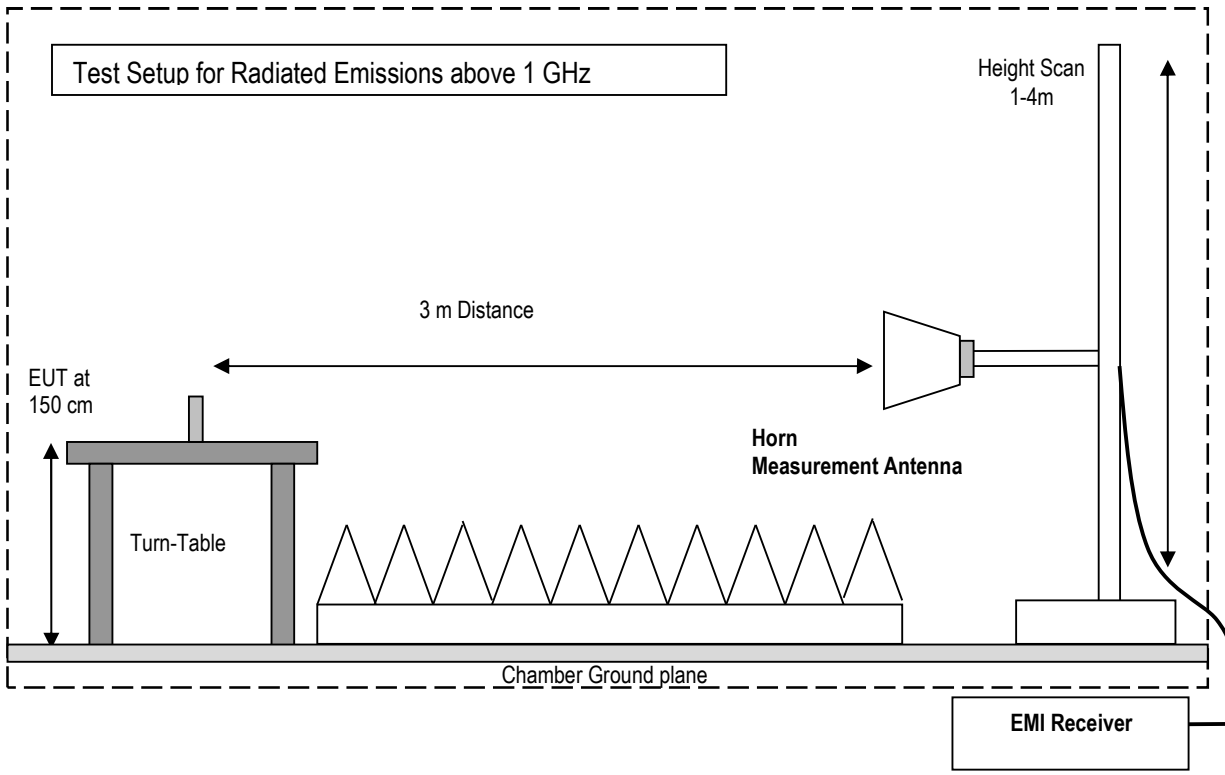 Test Setup for Radiated Emissions above 1 GHz
Height Scan
1-4m
3 m Distance
EUT at
150 cm
Horn
Measurement Antenna
Turn-Table
Chamber Ground plane
EMI Receiver